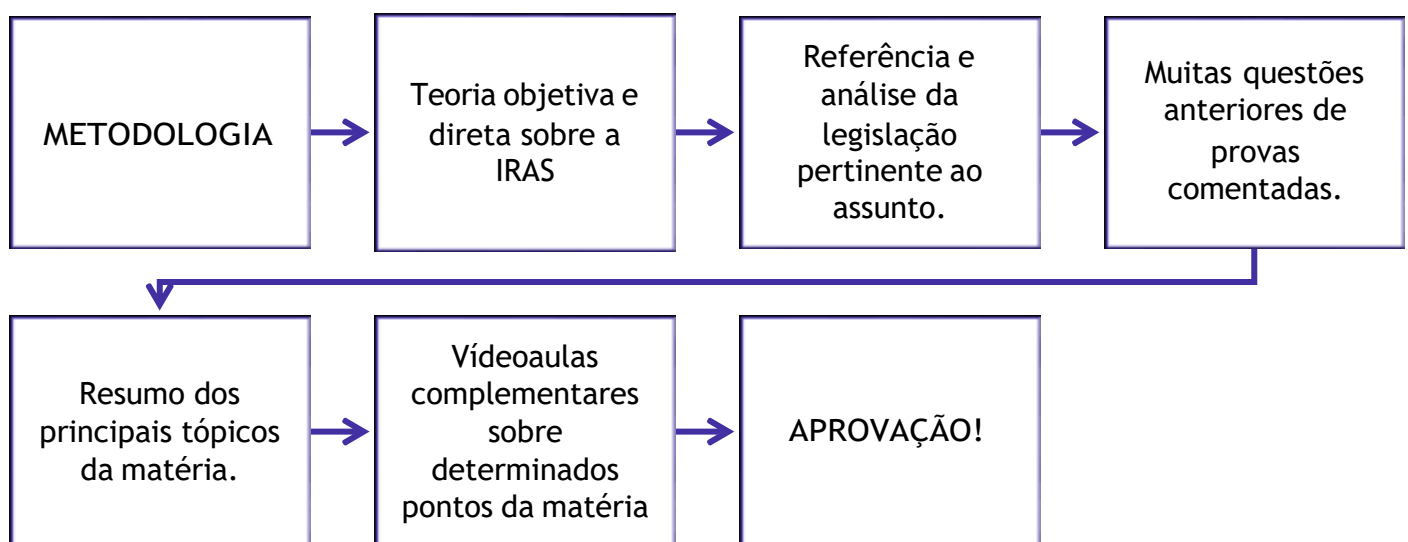 METODOLOGIA
Teoria objetiva e
direta sobre a
IRAS
Referência e
análise da
legislação
pertinente ao
assunto.
Muitas questões
anteriores de
provas
comentadas.
Resumo dos
principais tópicos
da matéria.
Vídeoaulas
complementares
sobre
determinados
pontos da matéria
APROVAÇÃO!